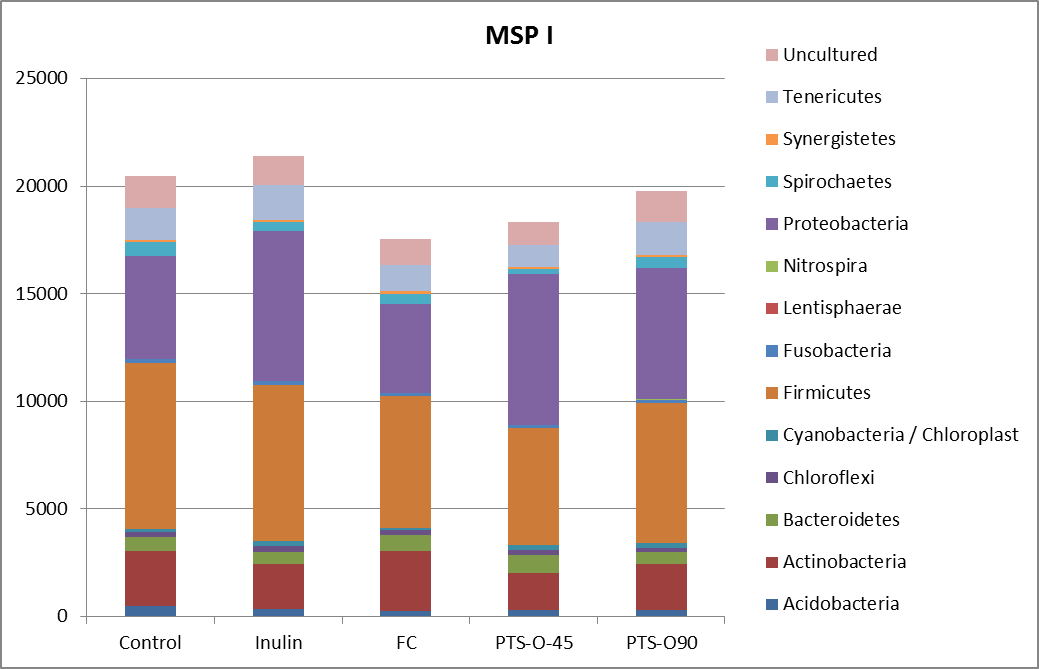 MSP I
25000
20000
15000
10000
5000
0
Control Inulin FC PTS-O-45 PTS-O90
Uncultured
Tenericutes
Synergistetes
Spirochaetes
Proteobacteria
Nitrospira
Lentisphaerae
Fusobacteria
Firmicutes
Cyanobacteria / Chloroplast
Chloroflexi
Bacteroidetes
Actinobacteria
Acidobacteria